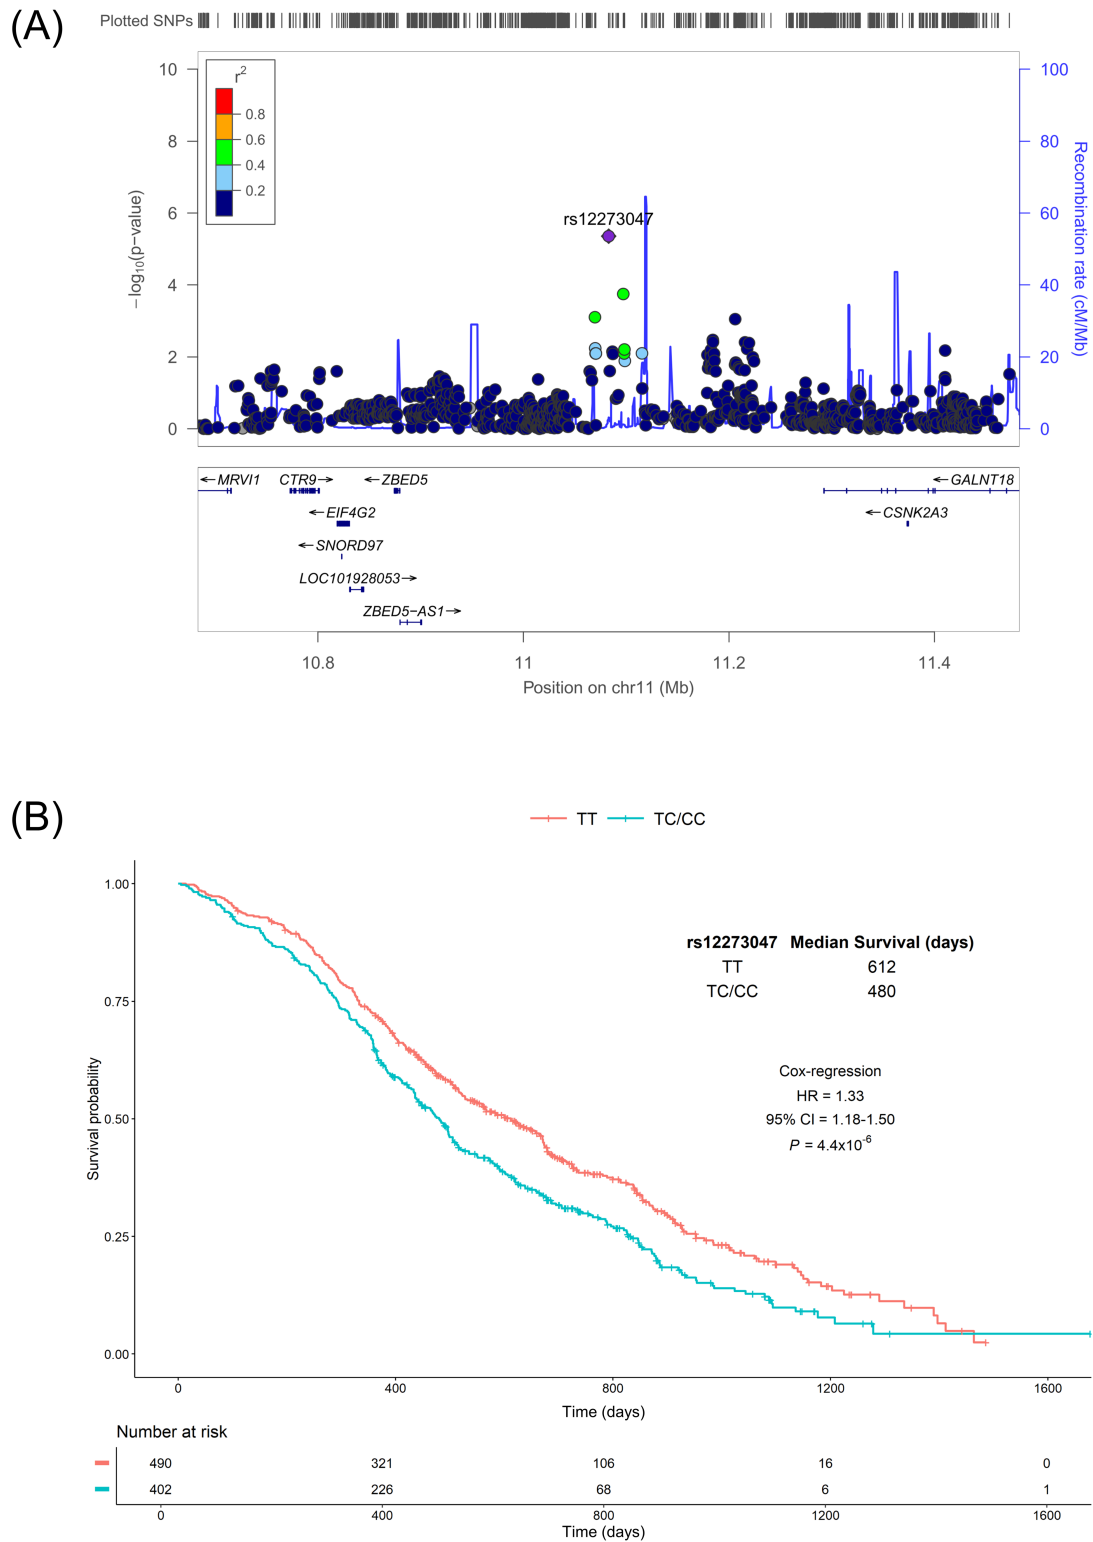 (A)
Plotted SNPs
10
8
6
4
2
0
−log10(p−value)
r2
0.8
0.6
0.4
0.2
rs12273047
100
80
60
40
20
0
Recombination rate (cM/Mb)
←MRVI1 CTR9→ ←ZBED5 ←GALNT18
←EIF4G2 ←CSNK2A3
←SNORD97
LOC101928053→
ZBED5−AS1→
10.8 11 11.2 11.4
Position on chr11 (Mb)
(B)
TT TC/CC
1.00
0.75
0.50
0.25
0.00
Survival probability
rs12273047 Median Survival (days)
TT 612
TC/CC 480
Cox-regression
HR = 1.33
95% CI = 1.18-1.50
P = 4.4x10-6
0 400 800 1200 1600
Time (days)
Number at risk
490 321 106 16 0
402 226 68 6 1
0 400 800 1200 1600
Time (days)